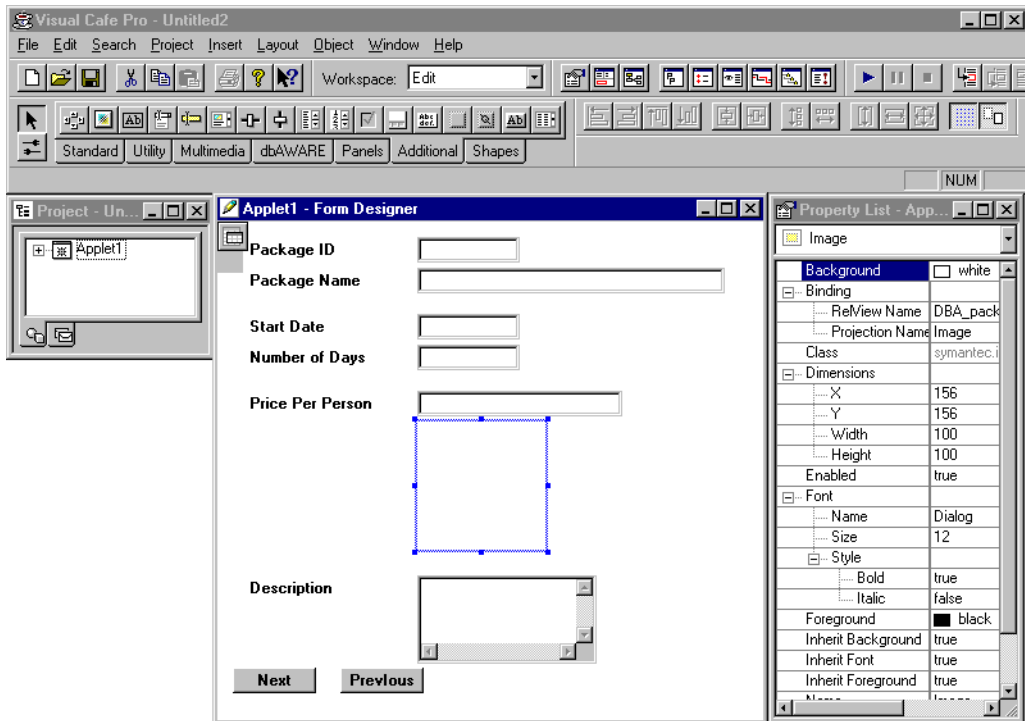 Visual Cafe Pro - Untitled2
File Edit Search Project Insert Layout Object Window Help
Workspace: Edit
Standard Utility Multimedia dbAWARE Panels Additional Shapes
NUM
Project - Un...
Applet1
Applet1 - Form Designer
Package ID
Package Name
Start Date
Number of Days
Price Per Person
Description
Next Previous
Property List - App...
Image
Background white
Binding
RelView Name DBA_pack
Projection Name Image
Class symantec.i
Dimensions
X 156
Y 156
Width 100
Height 100
Enabled true
Font
Name Dialog
Size 12
Style
Bold true
Italic false
Foreground black
Inherit Background true
Inherit Font true
Inherit Foreground true